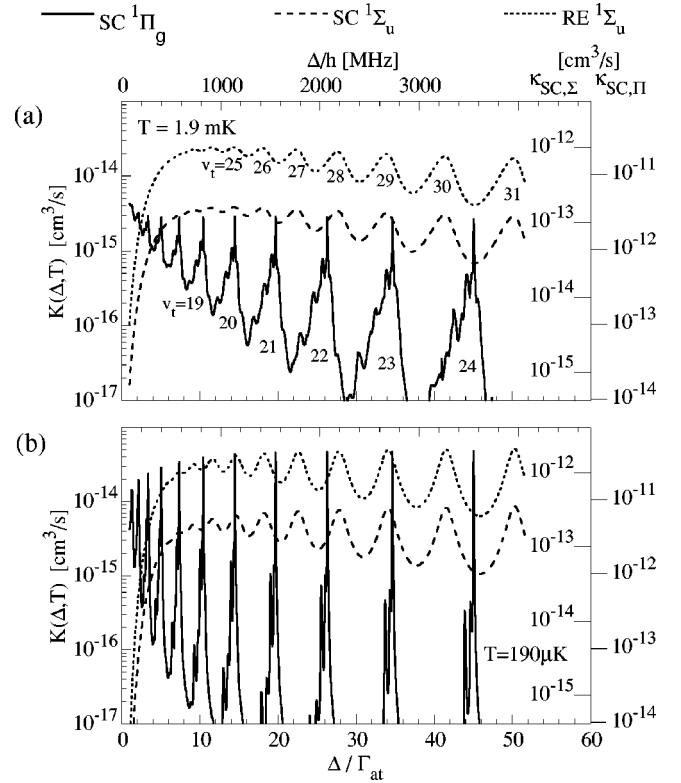 SC ¹Π_g SC ¹Σ_u RE ¹Σ_u
Δ/h [MHz] [cm³/s]
0 1000 2000 3000 κ_SC,Σ κ_SC,Π
(a)
T = 1.9 mK
10⁻¹² 10⁻¹³ 10⁻¹⁴ 10⁻¹⁵
10⁻¹¹ 10⁻¹² 10⁻¹³ 10⁻¹⁴
v_t=25 26 27 28 29 30 31
10⁻¹⁴ 10⁻¹⁵ 10⁻¹⁶ 10⁻¹⁷
K(Δ,T) [cm³/s]
v_t=19 20 21 22 23 24
(b)
10⁻¹² 10⁻¹³ 10⁻¹⁴ 10⁻¹⁵
10⁻¹¹ 10⁻¹² 10⁻¹³ 10⁻¹⁴
10⁻¹⁴ 10⁻¹⁵ 10⁻¹⁶ 10⁻¹⁷
K(Δ,T) [cm³/s]
T=190μK
0 10 20 30 40 50 60
Δ/Γ_at